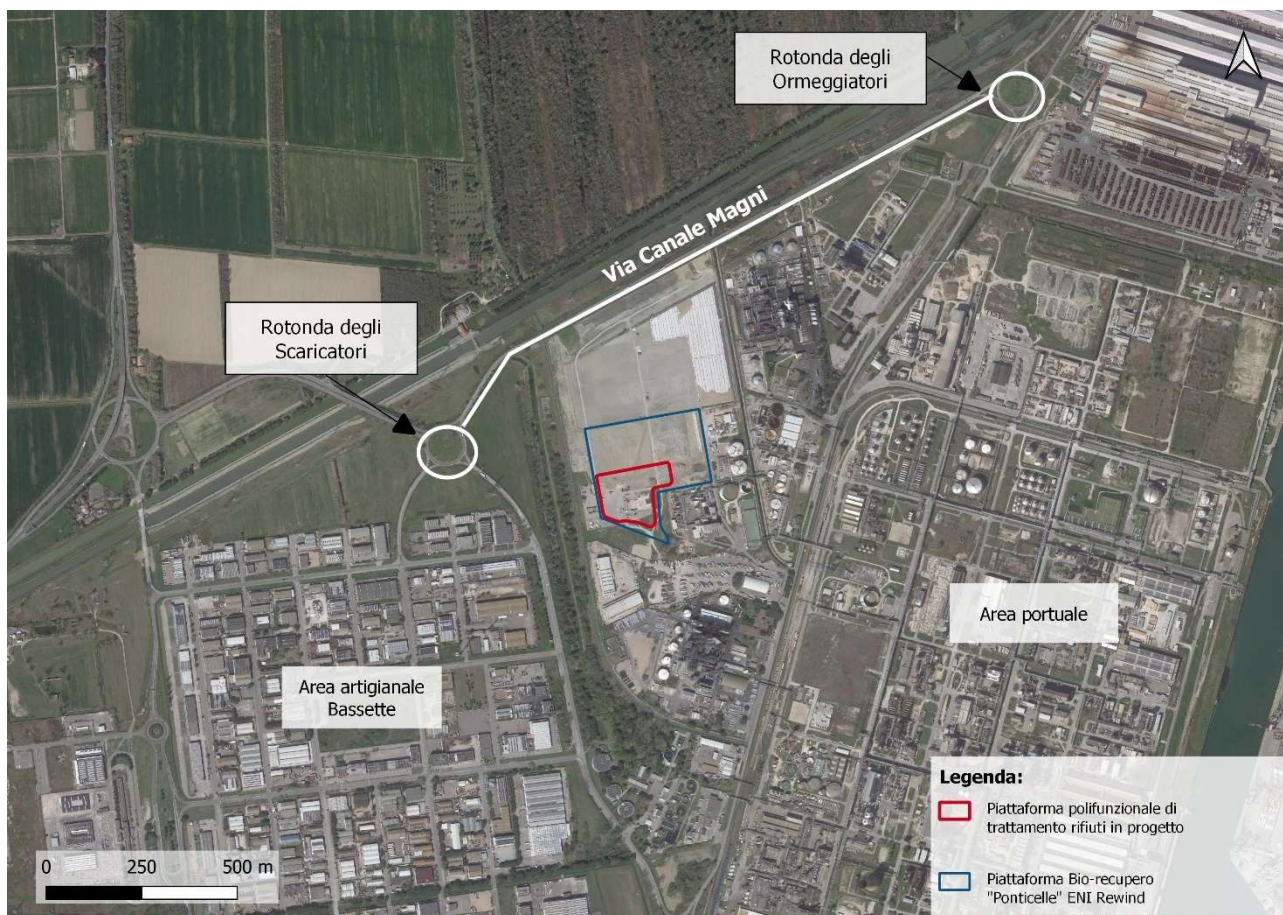 Rotonda degli
Ormeggiatori
Via Canale Magni
Rotonda degli
Scaricatori
Area portuale
Area artigianale
Bassette
Legenda:
Piattaforma polifunzionale di
trattamento rifiuti in progetto
Piattaforma Bio-recupero
"Ponticelle" ENI Rewind
0 250 500 m